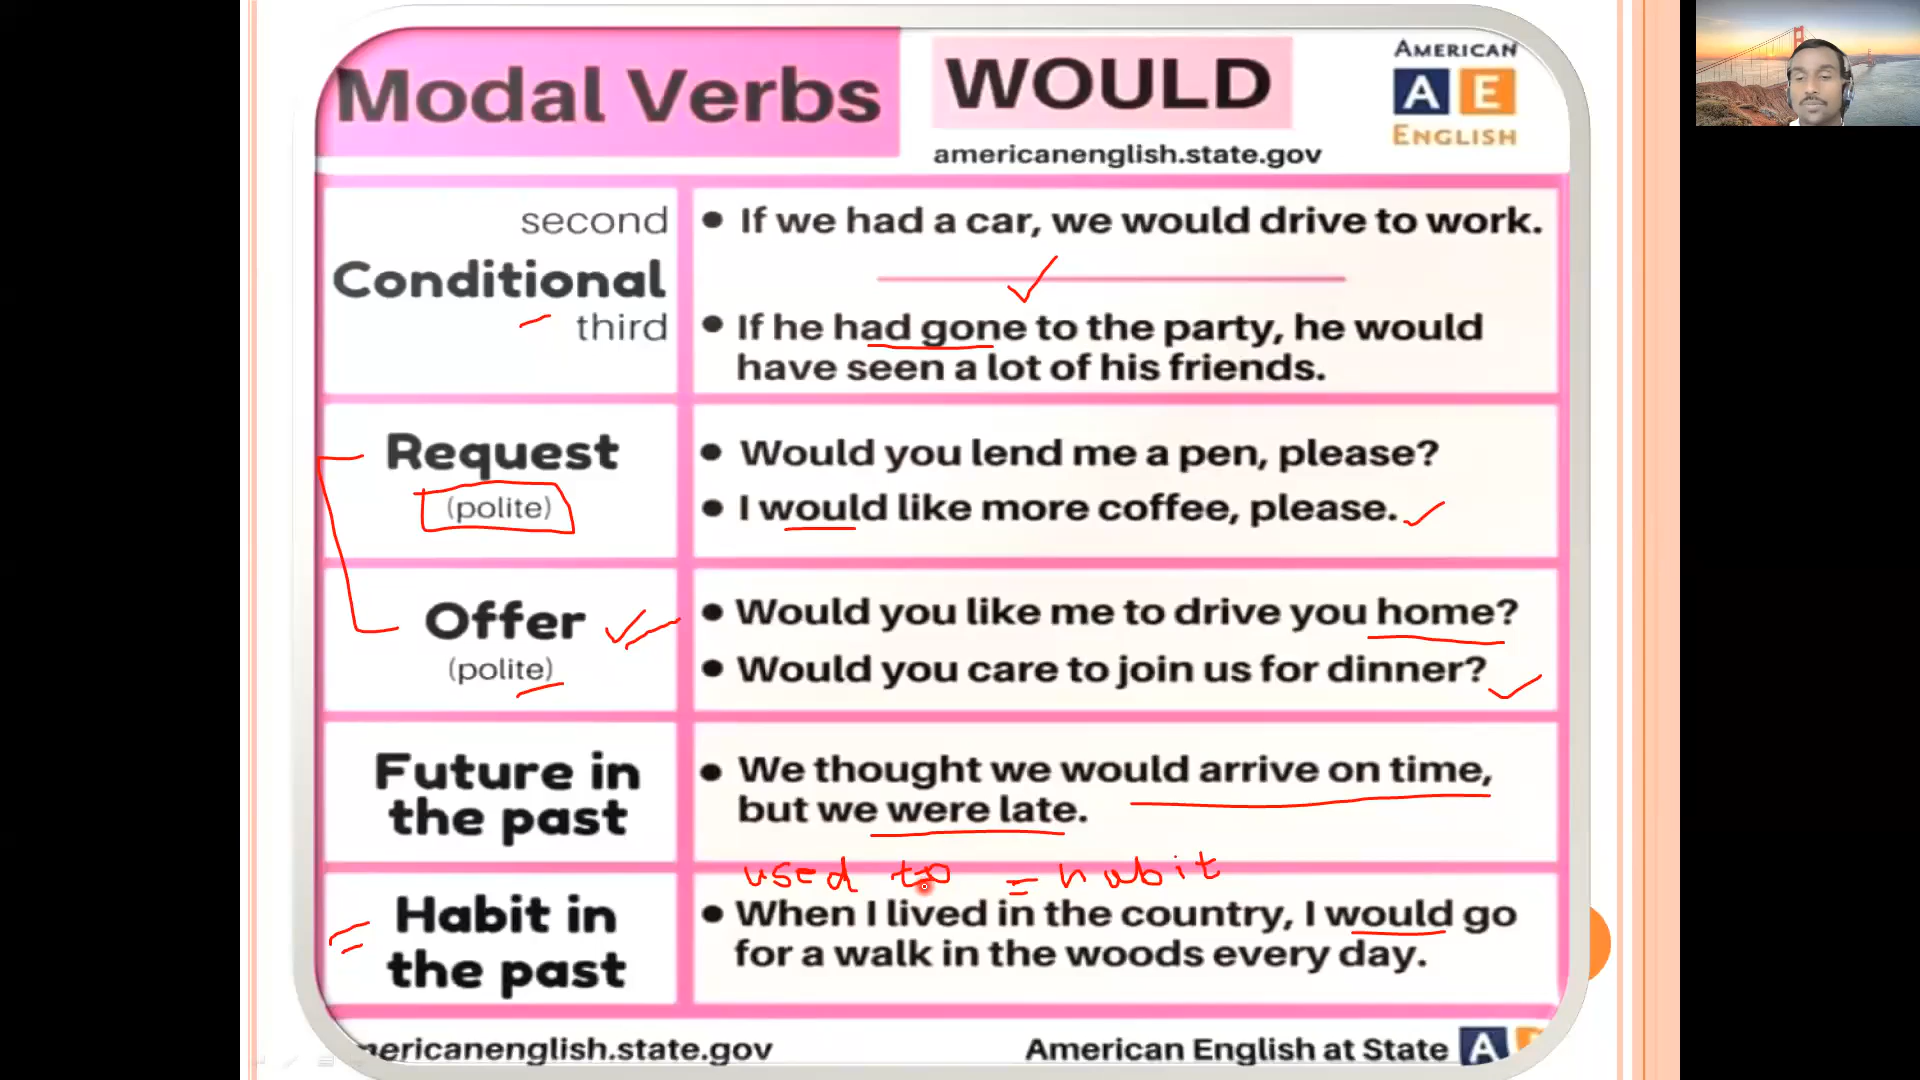 Modal Verbs
WOULD
americanenglish.state.gov
AMERICAN
A E
ENGLISH
second
Conditional
third
• If we had a car, we would drive to work.
• If he had gone to the party, he would
have seen a lot of his friends.
Request
(polite)
• Would you lend me a pen, please?
• I would like more coffee, please.
Offer
(polite)
• Would you like me to drive you home?
• Would you care to join us for dinner?
Future in
the past
• We thought we would arrive on time,
but we were late.
used to = habit
Habit in
the past
• When I lived in the country, I would go
for a walk in the woods every day.
mericanenglish.state.gov
American English at State A E